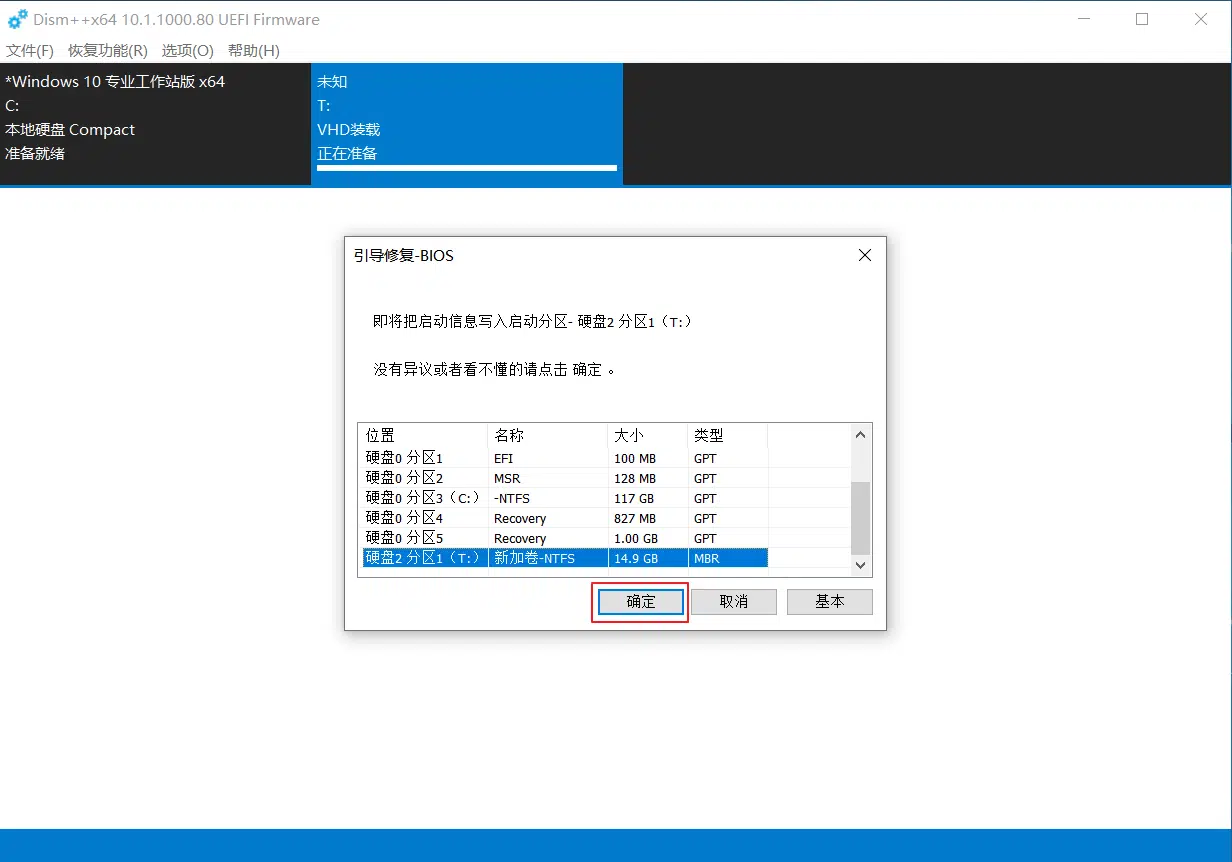 Dism++x64 10.1.1000.80 UEFI Firmware
文件(F) 恢复功能(R) 选项(O) 帮助(H)
*Windows 10 专业工作站版 x64
C:
本地硬盘 Compact
准备就绪
未知
T:
VHD装载
正在准备
引导修复-BIOS
即将把启动信息写入启动分区- 硬盘2 分区1（T:）
没有异议或者看不懂的请点击 确定 。
位置 名称 大小 类型
硬盘0 分区1 EFI 100 MB GPT
硬盘0 分区2 MSR 128 MB GPT
硬盘0 分区3（C:） -NTFS 117 GB GPT
硬盘0 分区4 Recovery 827 MB GPT
硬盘0 分区5 Recovery 1.00 GB GPT
硬盘2 分区1（T:） 新加卷-NTFS 14.9 GB MBR
确定 取消 基本